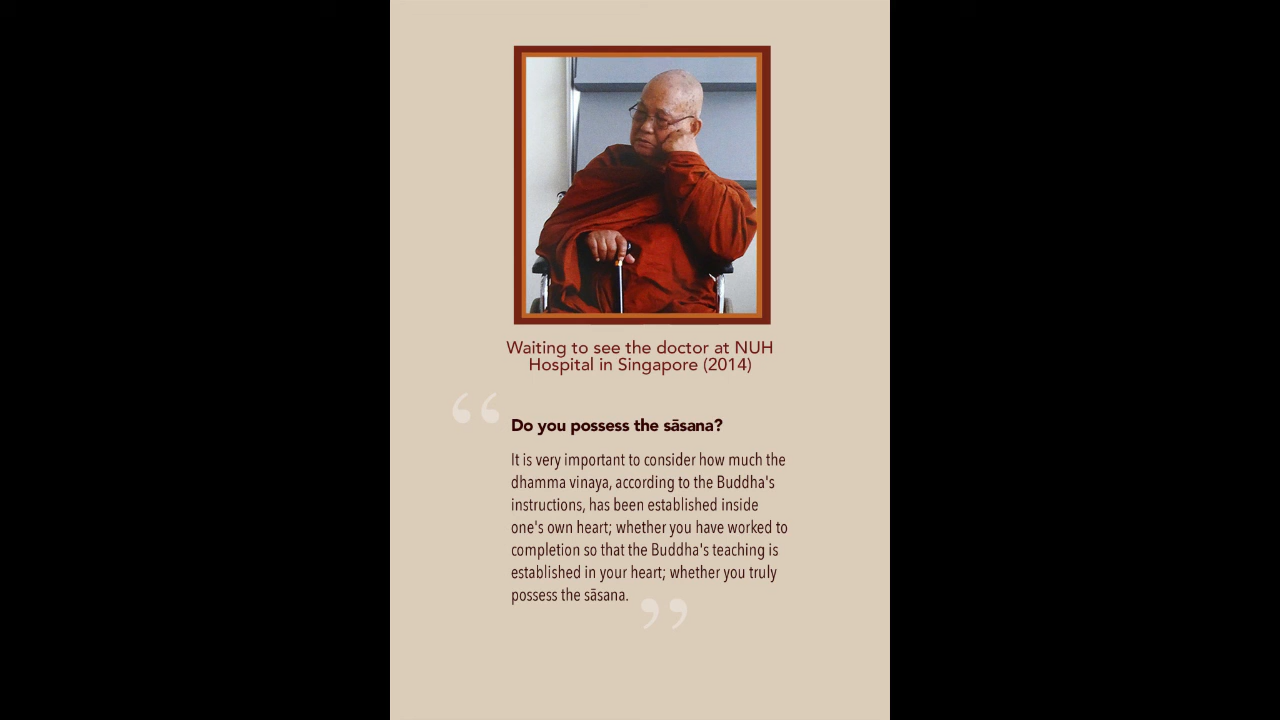 Waiting to see the doctor at NUH
Hospital in Singapore (2014)
“
Do you possess the sāsana?
It is very important to consider how much the
dhamma vinaya, according to the Buddha's
instructions, has been established inside
one's own heart; whether you have worked to
completion so that the Buddha's teaching is
established in your heart; whether you truly
possess the sāsana.
”